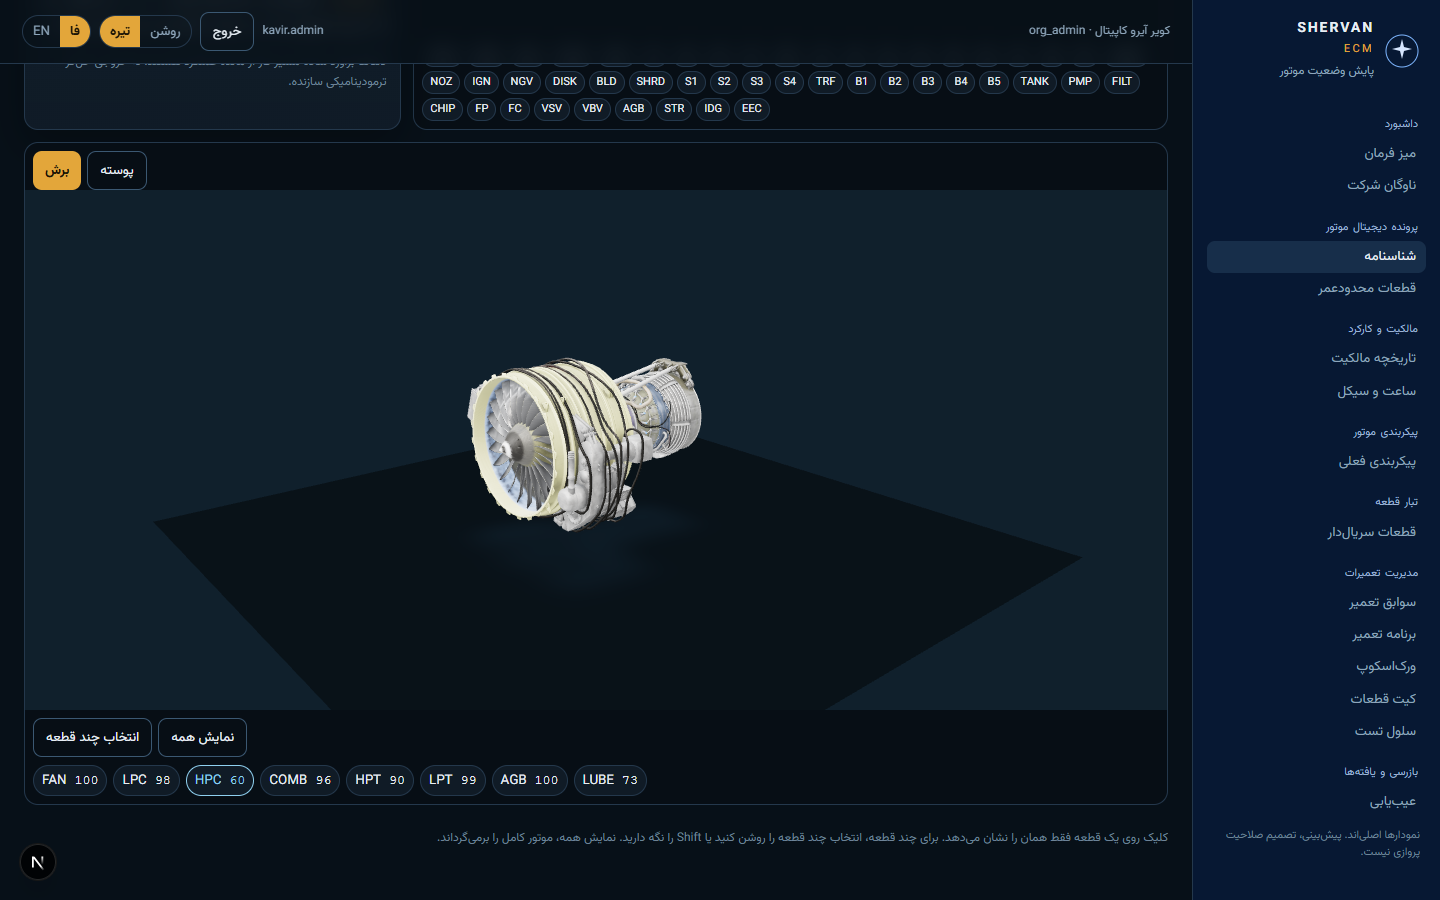 SHERVAN
ECM
پایش وضعیت موتور
داشبورد
میز فرمان
ناوگان شرکت
پرونده دیجیتال موتور
شناسنامه
قطعات محدودعمر
مالکیت و کارکرد
تاریخچه مالکیت
ساعت و سیکل
پیکربندی موتور
پیکربندی فعلی
تبار قطعه
قطعات سریال‌دار
مدیریت تعمیرات
سوابق تعمیر
برنامه تعمیر
ورک‌اسکوپ
کیت قطعات
سلول تست
بازرسی و یافته‌ها
عیب‌یابی
نمودارها اصلی‌اند. پیش‌بینی، تصمیم صلاحیت
پروازی نیست.
کویر آیرو کاپیتال · org_admin
kavir.admin
خروج
روشن تیره
فا EN
NOZ IGN NGV DISK BLD SHRD S1 S2 S3 S4 TRF B1 B2 B3 B4 B5 TANK PMP FILT
CHIP FP FC VSV VBV AGB STR IDG EEC
ترمودینامیکی سازنده.
پوسته برش
نمایش همه انتخاب چند قطعه
FAN 100 LPC 98 HPC 60 COMB 96 HPT 90 LPT 99 AGB 100 LUBE 73
کلیک روی یک قطعه فقط همان را نشان می‌دهد. برای چند قطعه، انتخاب چند قطعه را روشن کنید یا Shift را نگه دارید. نمایش همه، موتور کامل را برمی‌گرداند.
N